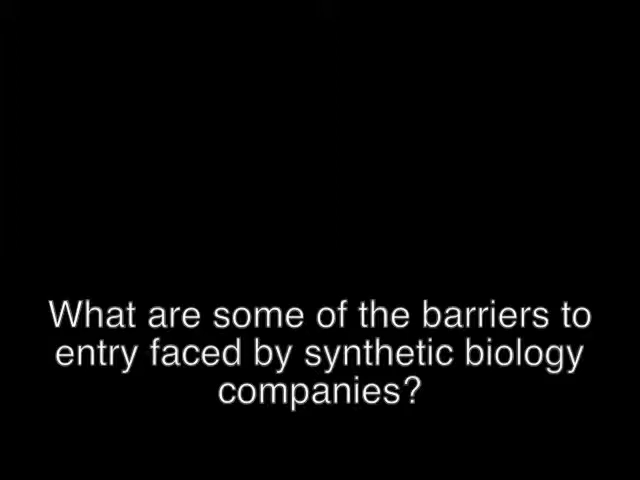 What are some of the barriers to
entry faced by synthetic biology
companies?